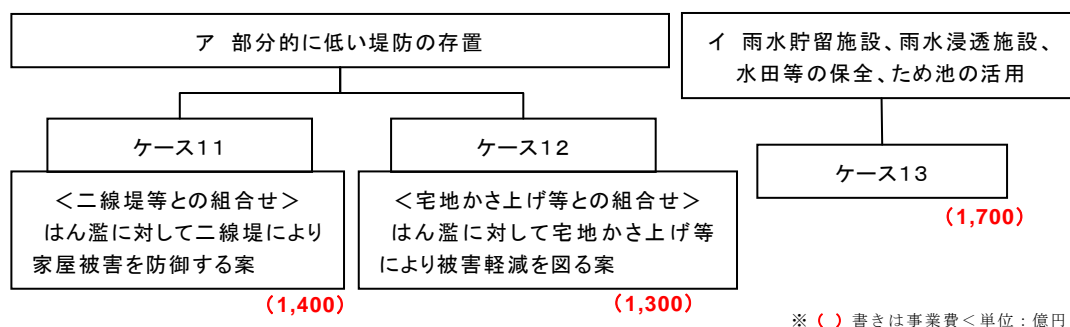 ア 部分的に低い堤防の存置
イ 雨水貯留施設、雨水浸透施設、
水田等の保全、ため池の活用
ケース11
ケース12
ケース13
(1,700)
＜二線堤等との組合せ＞
はん濫に対して二線堤により
家屋被害を防御する案
(1,400)
＜宅地かさ上げ等との組合せ＞
はん濫に対して宅地かさ上げ等
により被害軽減を図る案
(1,300)
※（ ）書きは事業費＜単位：億円